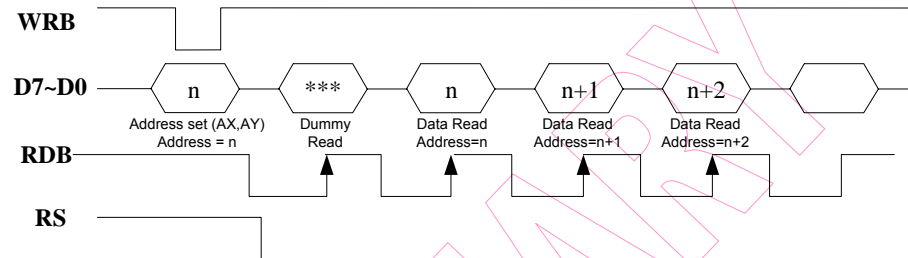 WRB
D7~D0
n
***
n
n+1
n+2
Address set (AX,AY)
Address = n
Dummy
Read
Data Read
Address=n
Data Read
Address=n+1
Data Read
Address=n+2
RDB
RS